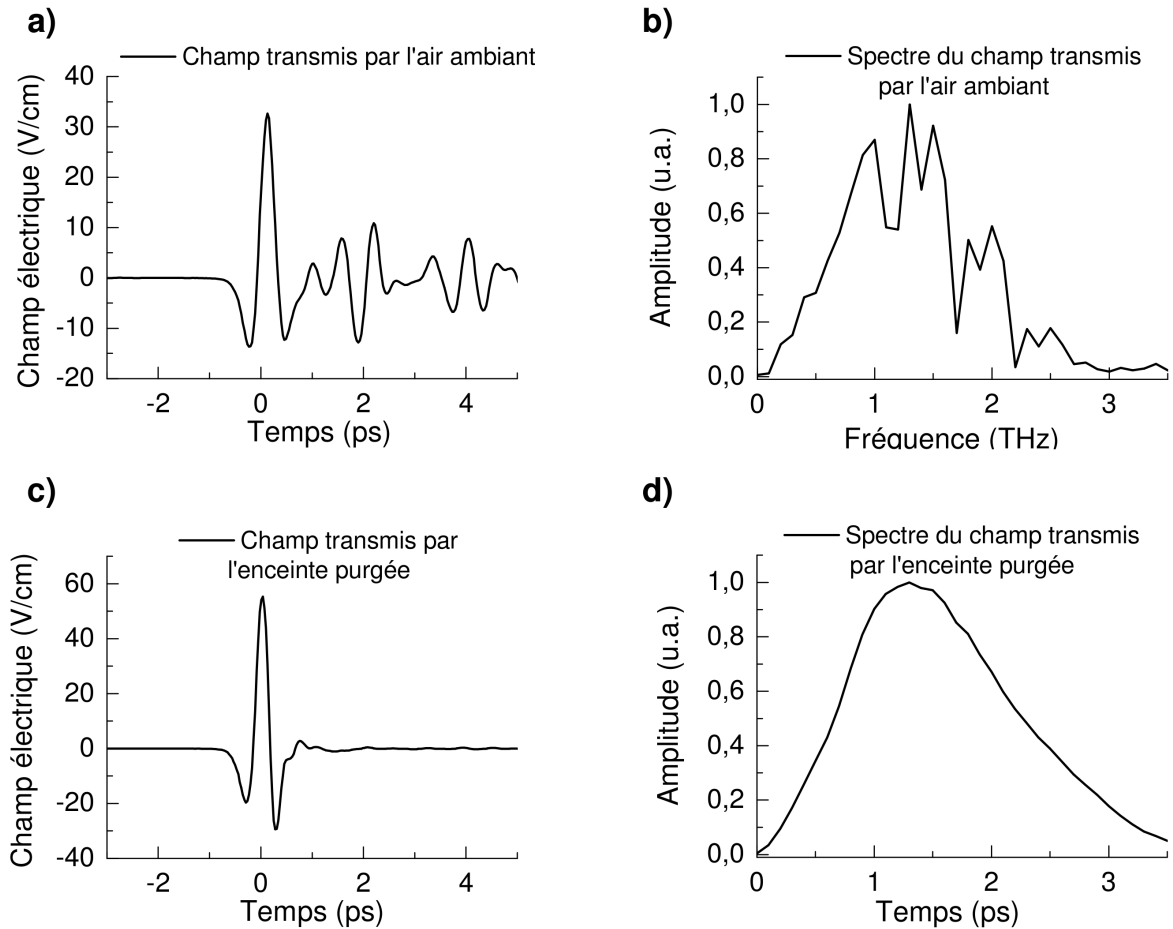 a)
Champ transmis par l'air ambiant
Champ électrique (V/cm)
40
30
20
10
0
-10
-20
-2
0
2
4
Temps (ps)
b)
Spectre du champ transmis
par l'air ambiant
Amplitude (u.a.)
1,0
0,8
0,6
0,4
0,2
0,0
0
1
2
3
Fréquence (THz)
c)
Champ transmis par
l'enceinte purgée
Champ électrique (V/cm)
60
40
20
0
-20
-40
-2
0
2
4
Temps (ps)
d)
Spectre du champ transmis
par l'enceinte purgée
Amplitude (u.a.)
1,0
0,8
0,6
0,4
0,2
0,0
0
1
2
3
Temps (ps)